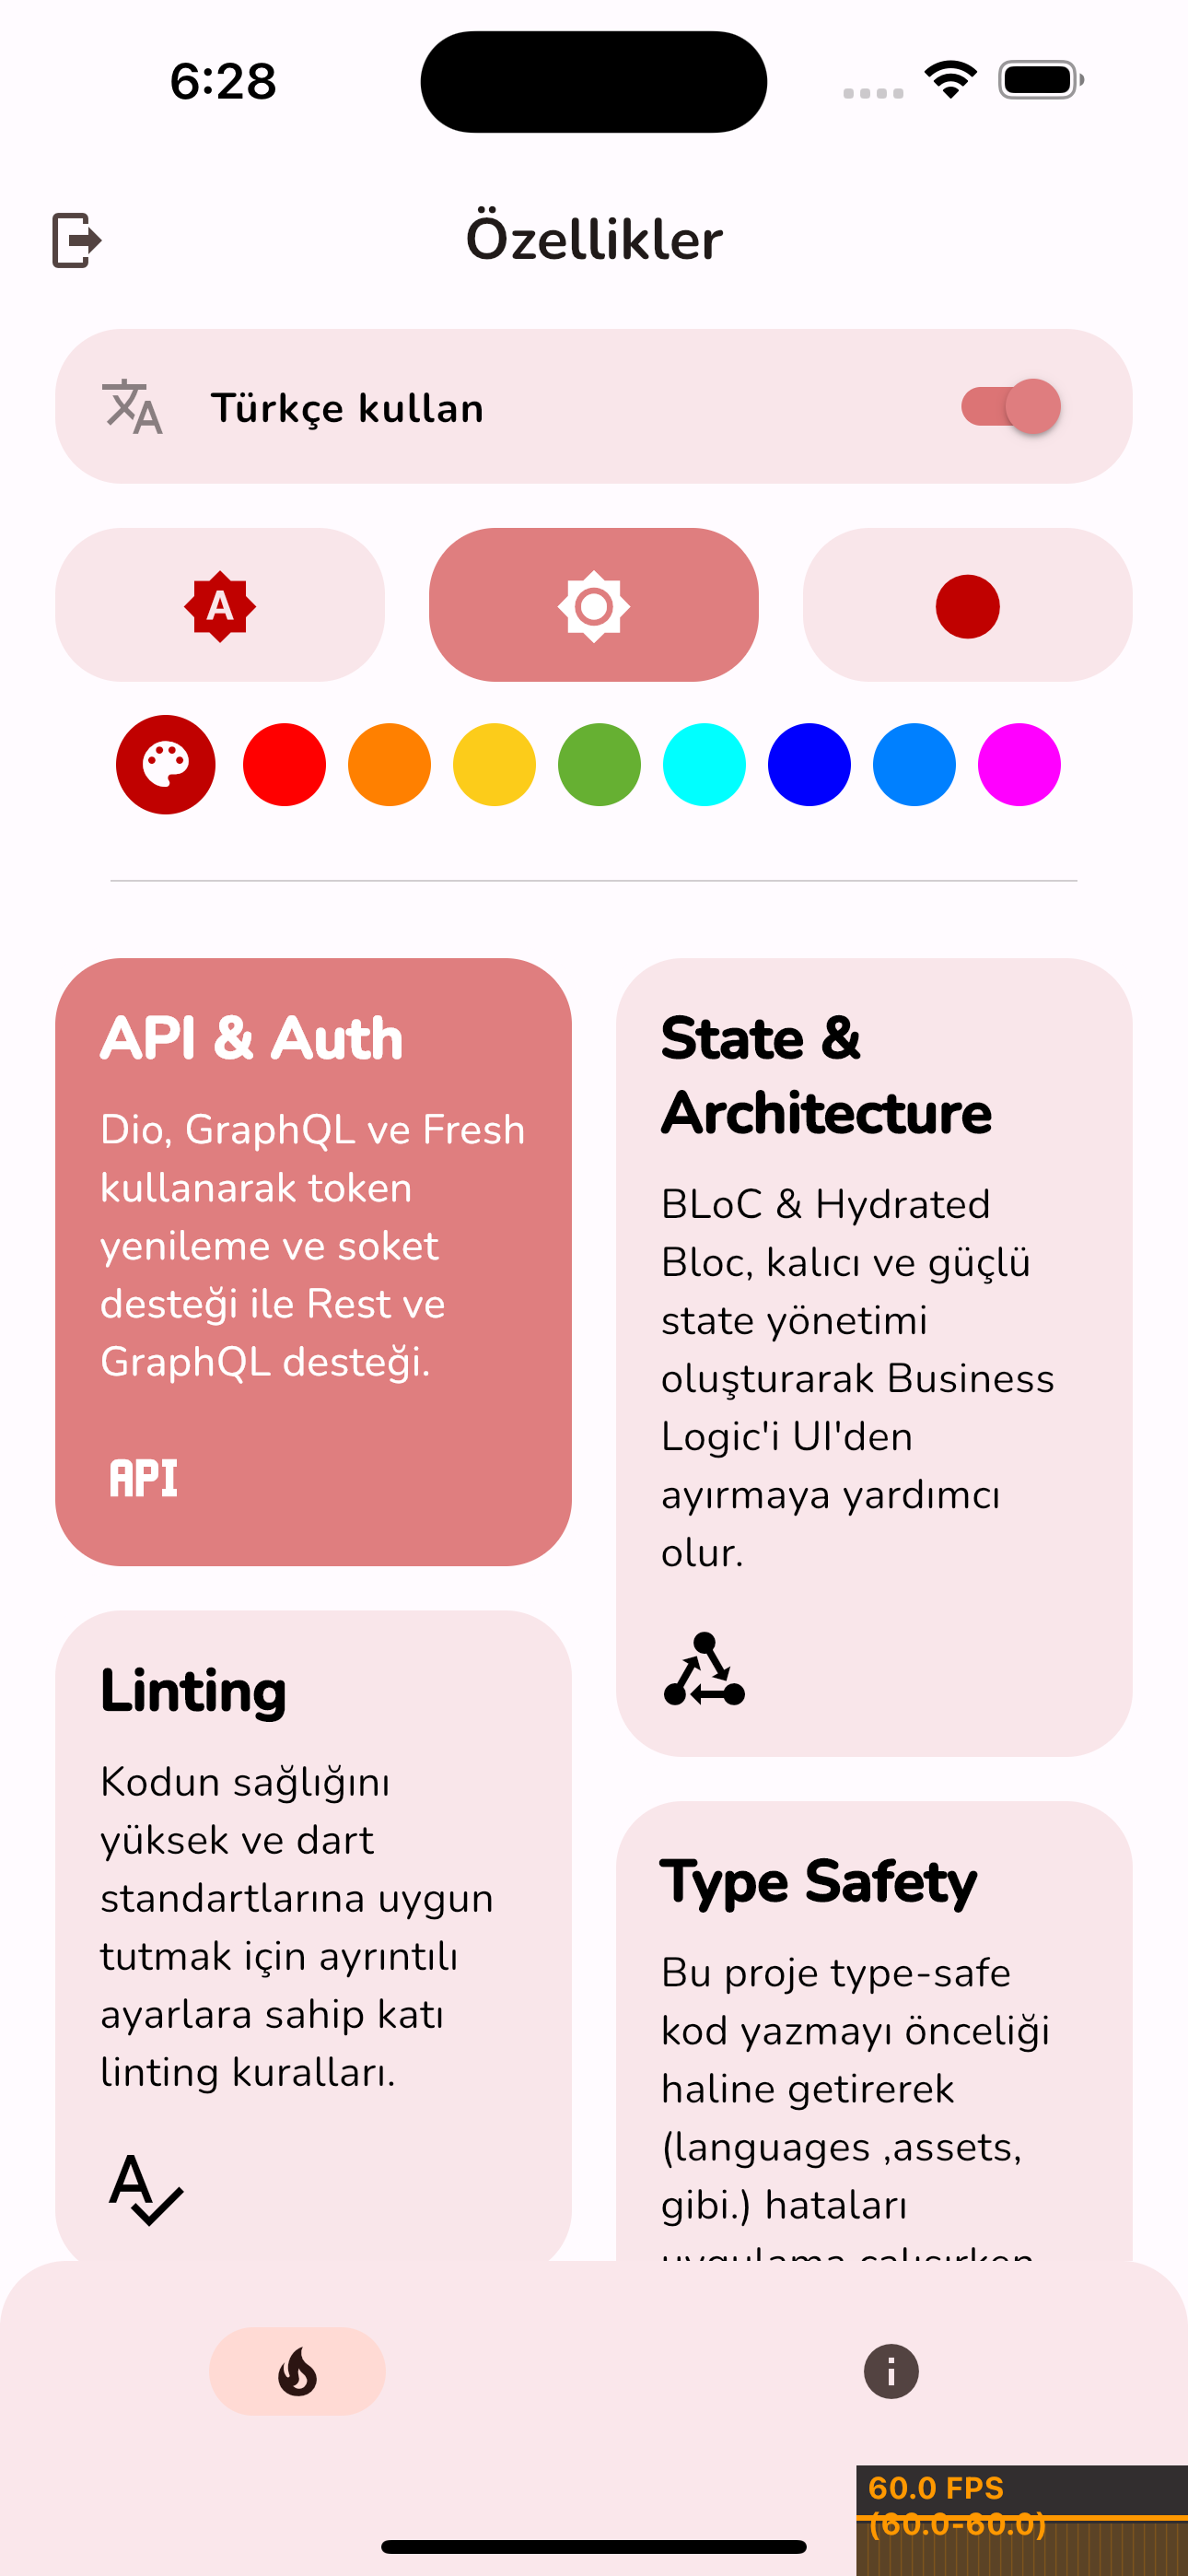 6:28
Özellikler
Türkçe kullan
A
API & Auth
Dio, GraphQL ve Fresh
kullanarak token
yenileme ve soket
desteği ile Rest ve
GraphQL desteği.
API
State &
Architecture
BLoC & Hydrated
Bloc, kalıcı ve güçlü
state yönetimi
oluşturarak Business
Logic'i UI'den
ayırmaya yardımcı
olur.
Linting
Kodun sağlığını
yüksek ve dart
standartlarına uygun
tutmak için ayrıntılı
ayarlara sahip katı
linting kuralları.
Type Safety
Bu proje type-safe
kod yazmayı önceliği
haline getirerek
(languages ,assets,
gibi.) hataları
uygulama çalışırken
60.0 FPS
(60.0-60.0)